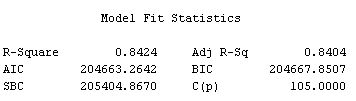 Model Fit Statistics
R-Square 0.8424 Adj R-Sq 0.8404
AIC 204663.2642 BIC 204667.8507
SBC 205404.8670 C(p) 105.0000